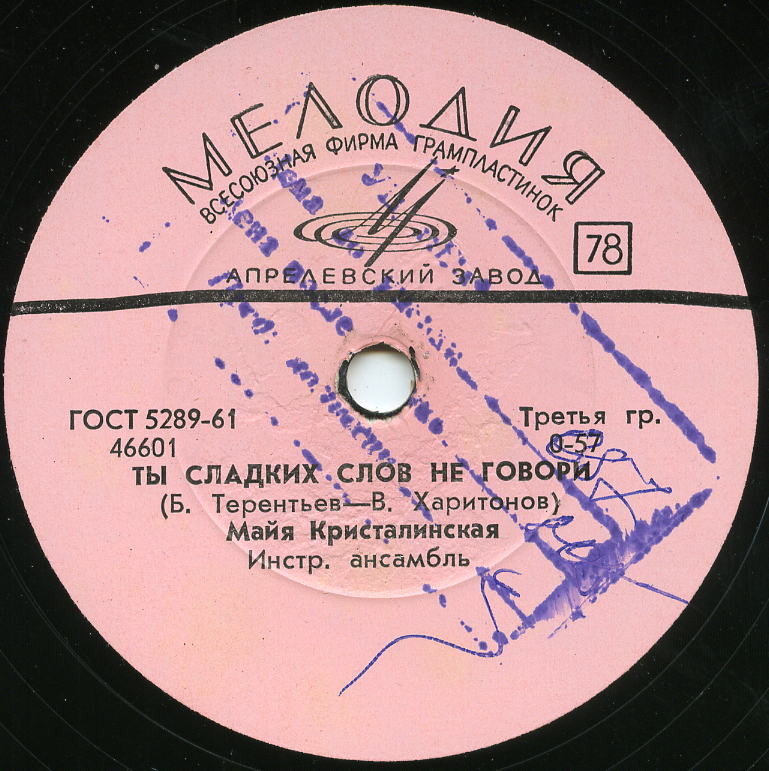 МЕЛОДИЯ
ВСЕСОЮЗНАЯ ФИРМА ГРАМПЛАСТИНОК
78
АПРЕЛЕВСКИЙ ЗАВОД
ГОСТ 5289-61 Третья гр.
46601 0-57
ТЫ СЛАДКИХ СЛОВ НЕ ГОВОРИ
(Б. Терентьев—В. Харитонов)
Майя Кристалинская
Инстр. ансамбль